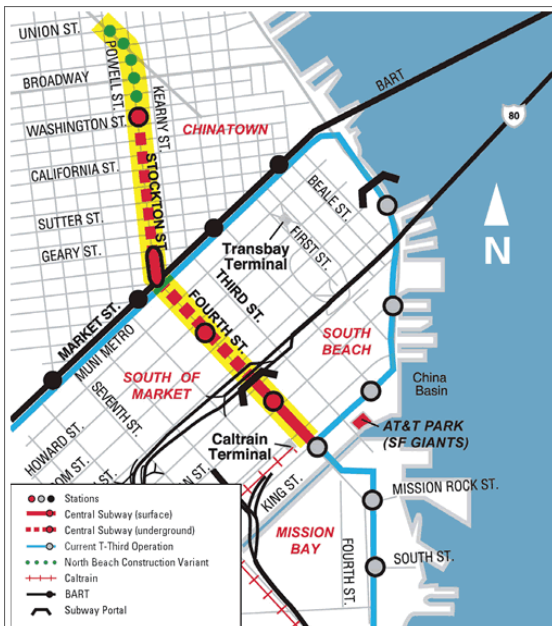 UNION ST.
BROADWAY
POWELL ST.
KEARNY ST.
WASHINGTON ST.
CHINATOWN
CALIFORNIA ST.
STOCKTON ST.
SUTTER ST.
GEARY ST.
BART
80
BEALE ST.
FIRST ST.
Transbay
Terminal
N
THIRD ST.
FOURTH ST.
MARKET ST.
MUNI METRO
SOUTH
BEACH
SOUTH OF
MARKET
SEVENTH ST.
China
Basin
AT&T PARK
(SF GIANTS)
HOWARD ST.
Caltrain
Terminal
KING ST.
MISSION ROCK ST.
MISSION
BAY
FOURTH ST.
SOUTH ST.
Stations
Central Subway (surface)
Central Subway (underground)
Current T-Third Operation
North Beach Construction Variant
Caltrain
BART
Subway Portal